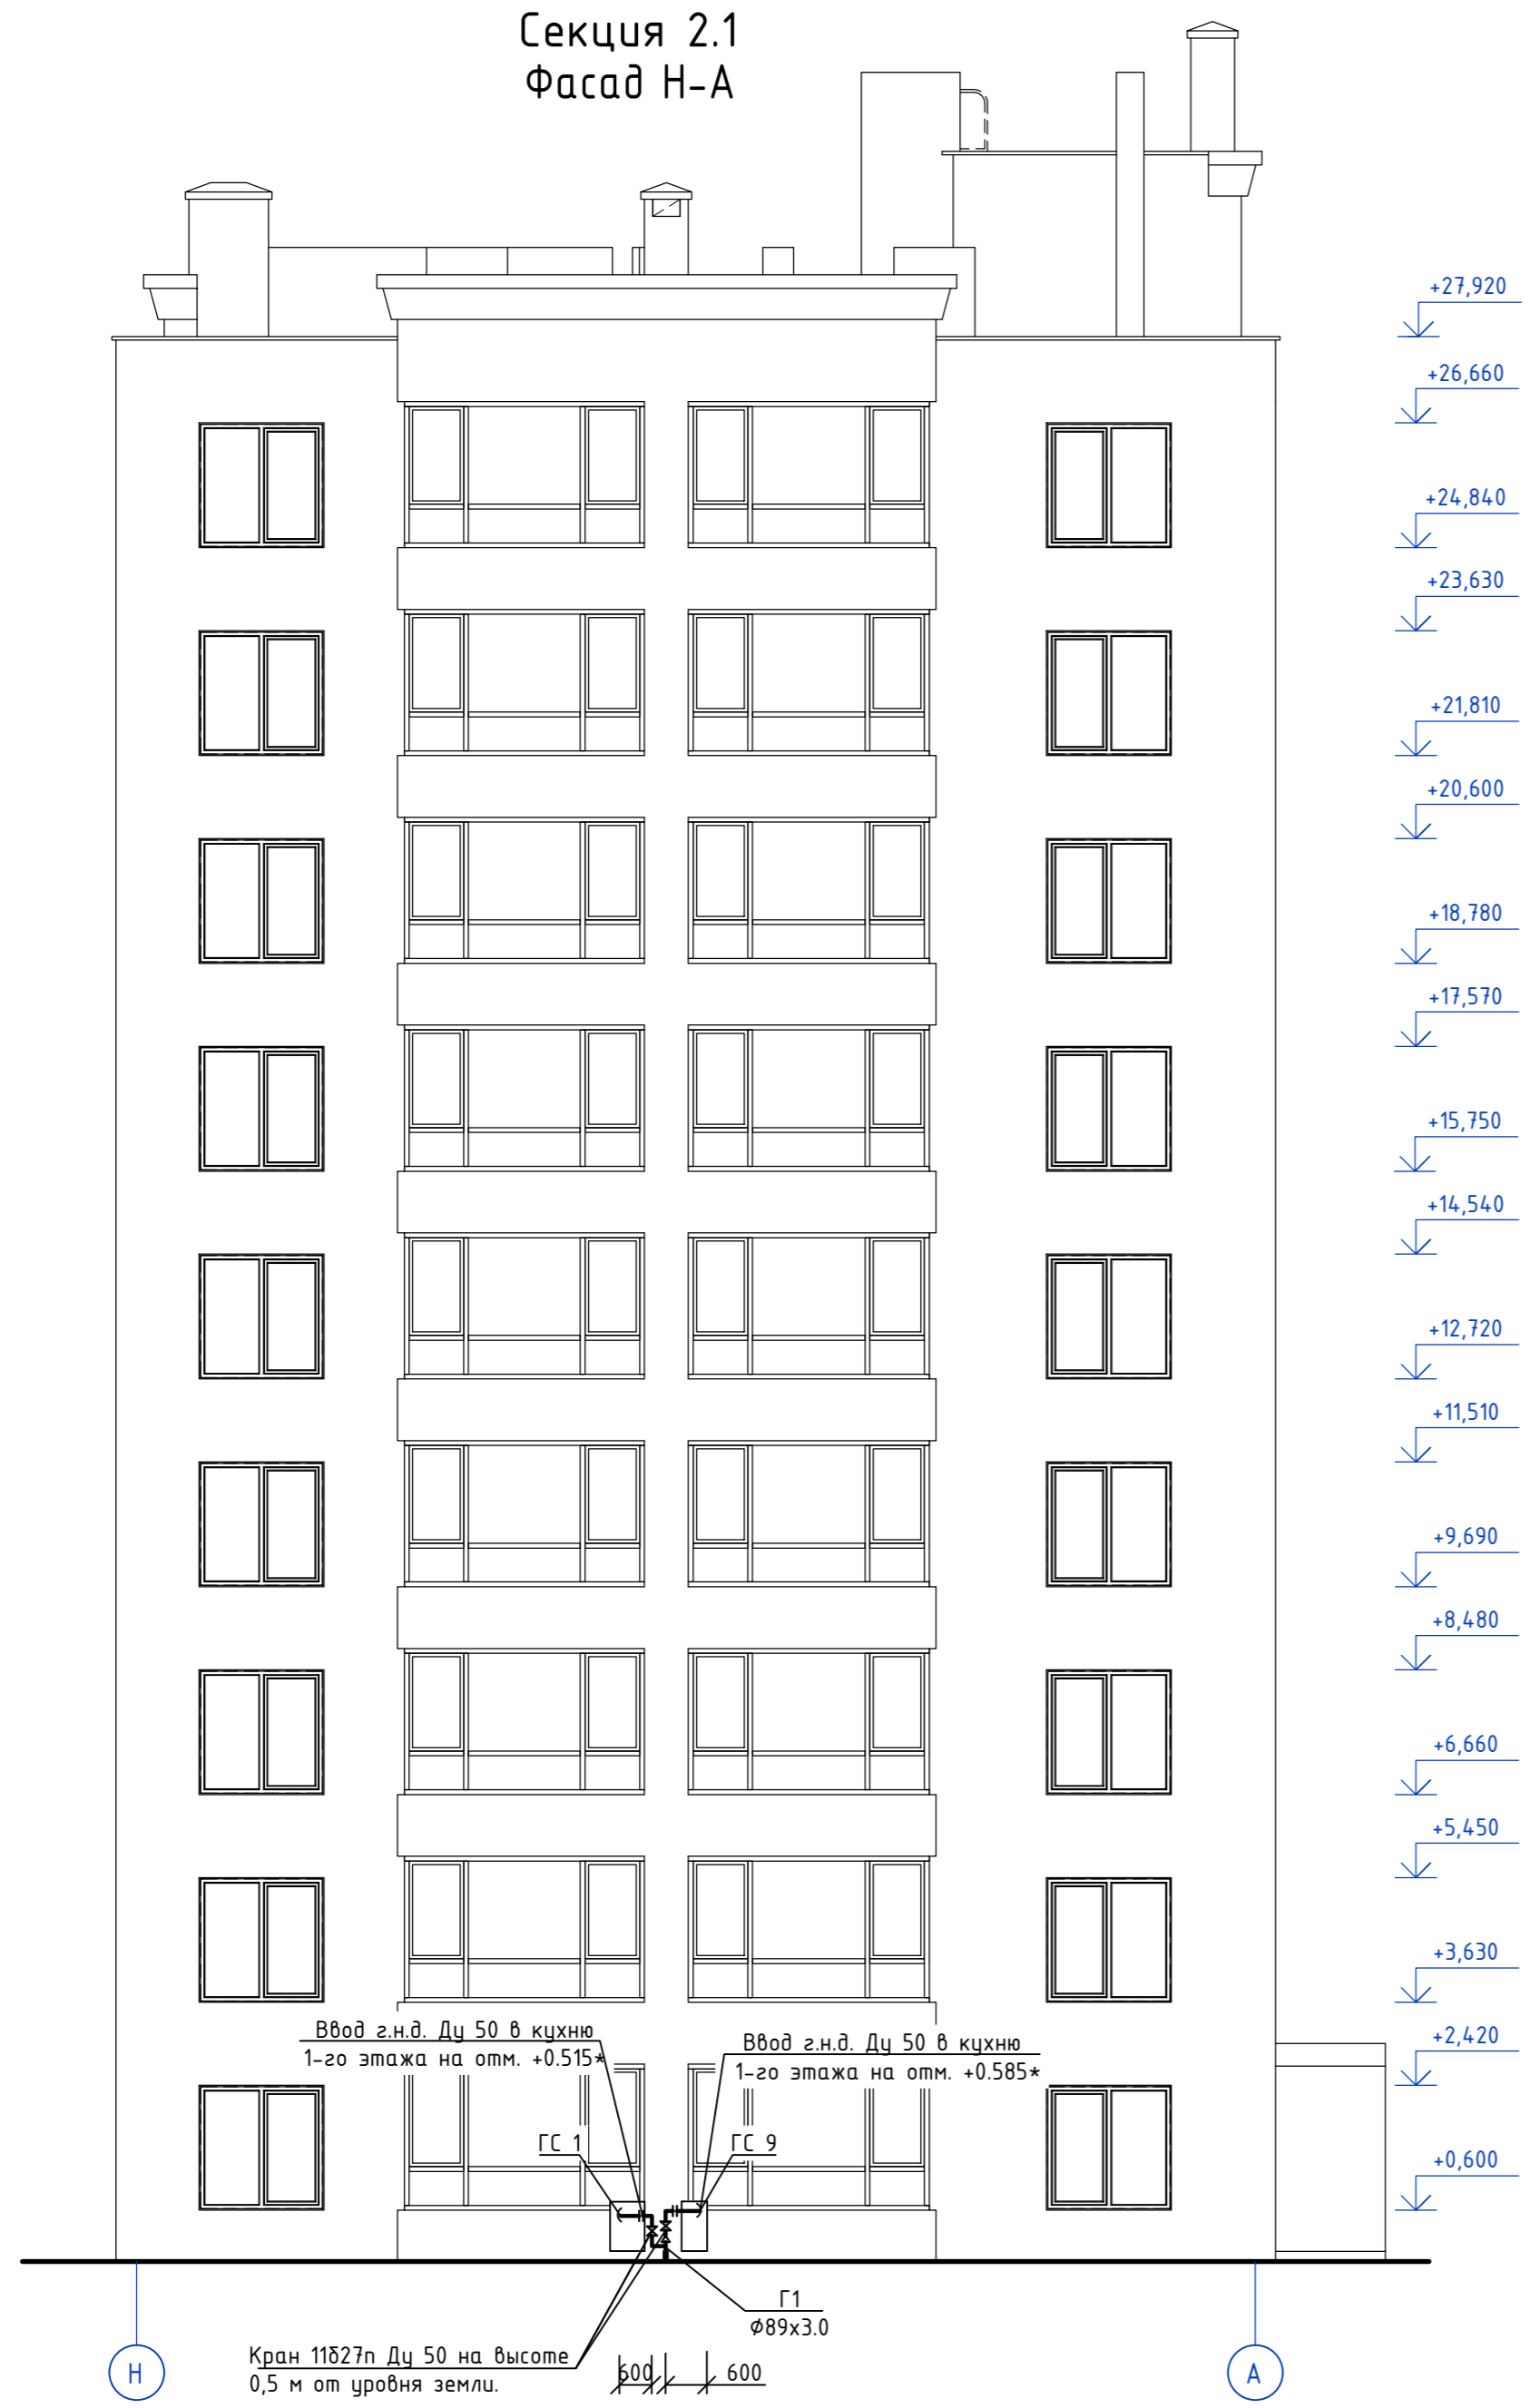 Секция 2.1
Фасад Н-А
+27,920
+26,660
+24,840
+23,630
+21,810
+20,600
+18,780
+17,570
+15,750
+14,540
+12,720
+11,510
+9,690
+8,480
+6,660
+5,450
+3,630
+2,420
+0,600
Ввод г.н.д. Ду 50 в кухню
1-го этажа на отм. +0.515*
Ввод г.н.д. Ду 50 в кухню
1-го этажа на отм. +0.585*
ГС 1
ГС 9
Г1
Ф89х3.0
Кран 11б27п Ду 50 на высоте
0,5 м от уровня земли.
600
600
Н
А